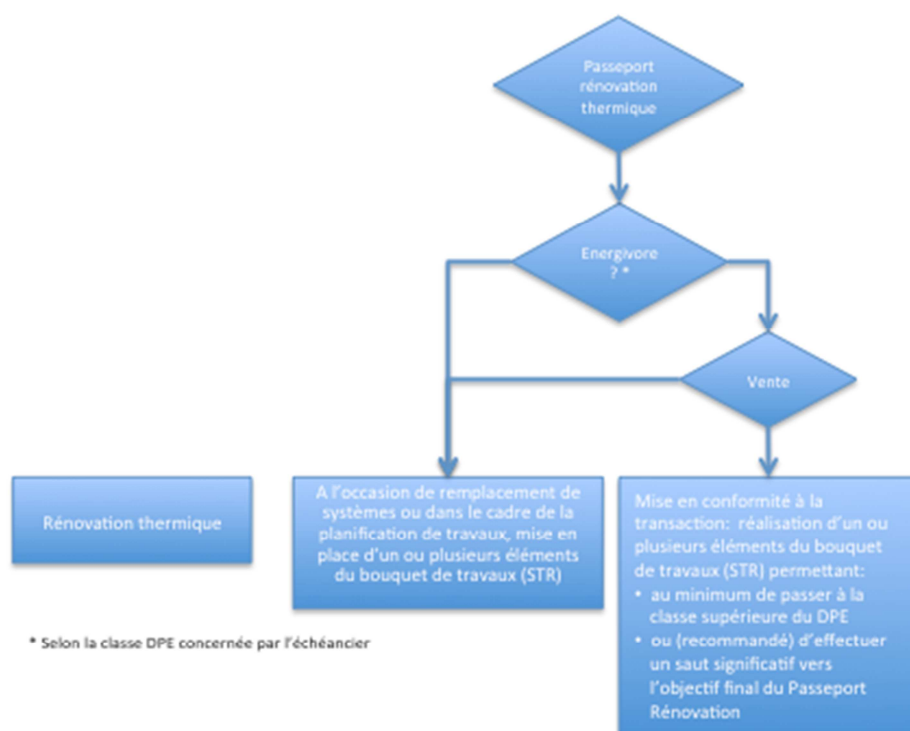 Passeport
rénovation
thermique
Energivore
? *
Vente
Rénovation thermique
A l'occasion de remplacement de
systèmes ou dans le cadre de la
planification de travaux, mise en
place d'un ou plusieurs éléments
du bouquet de travaux (STR)
Mise en conformité à la
transaction: réalisation d'un ou
plusieurs éléments du bouquet
de travaux (STR) permettant:
• au minimum de passer à la
classe supérieure du DPE
• ou (recommandé) d'effectuer
un saut significatif vers
l'objectif final du Passeport
Rénovation
* Selon la classe DPE concernée par l'échéancier